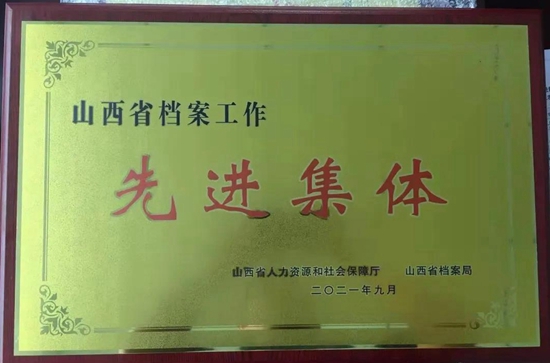 山西省档案工作
先进集体
山西省人力资源和社会保障厅 山西省档案局
二〇二一年九月